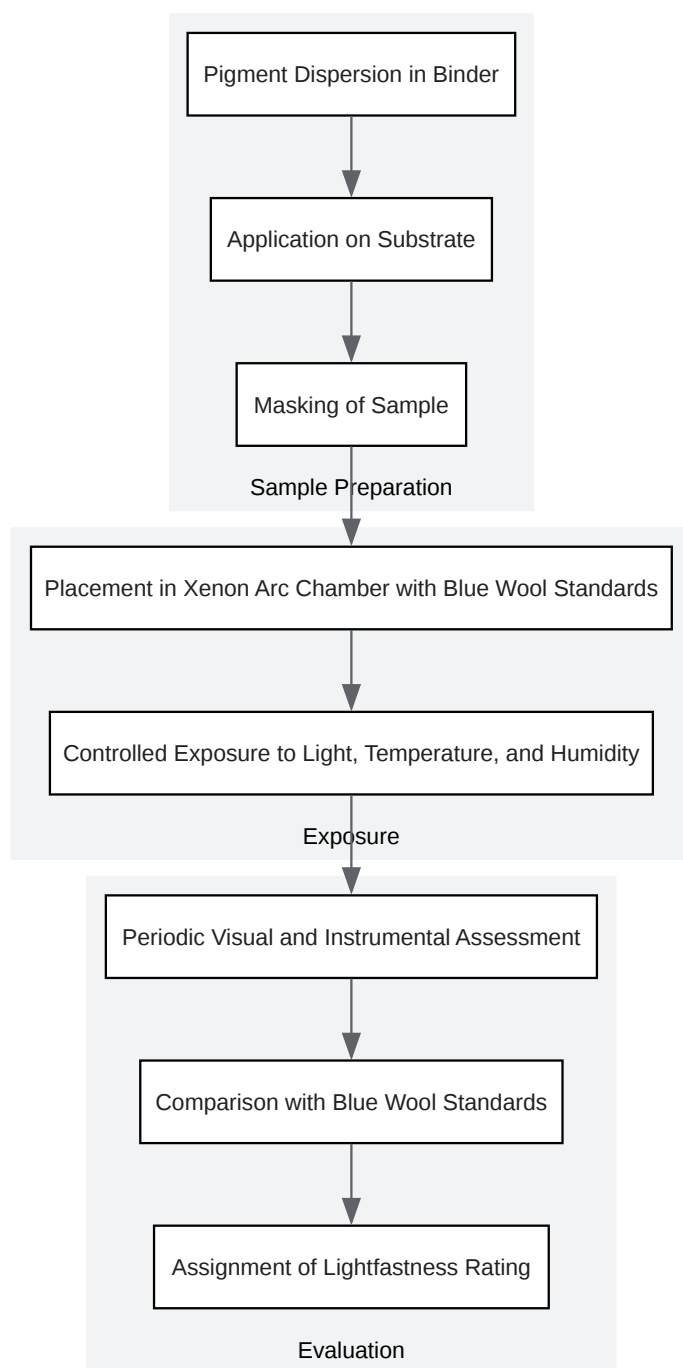 Pigment Dispersion in Binder
Application on Substrate
Masking of Sample
Sample Preparation
Placement in Xenon Arc Chamber with Blue Wool Standards
Controlled Exposure to Light, Temperature, and Humidity
Exposure
Periodic Visual and Instrumental Assessment
Comparison with Blue Wool Standards
Assignment of Lightfastness Rating
Evaluation